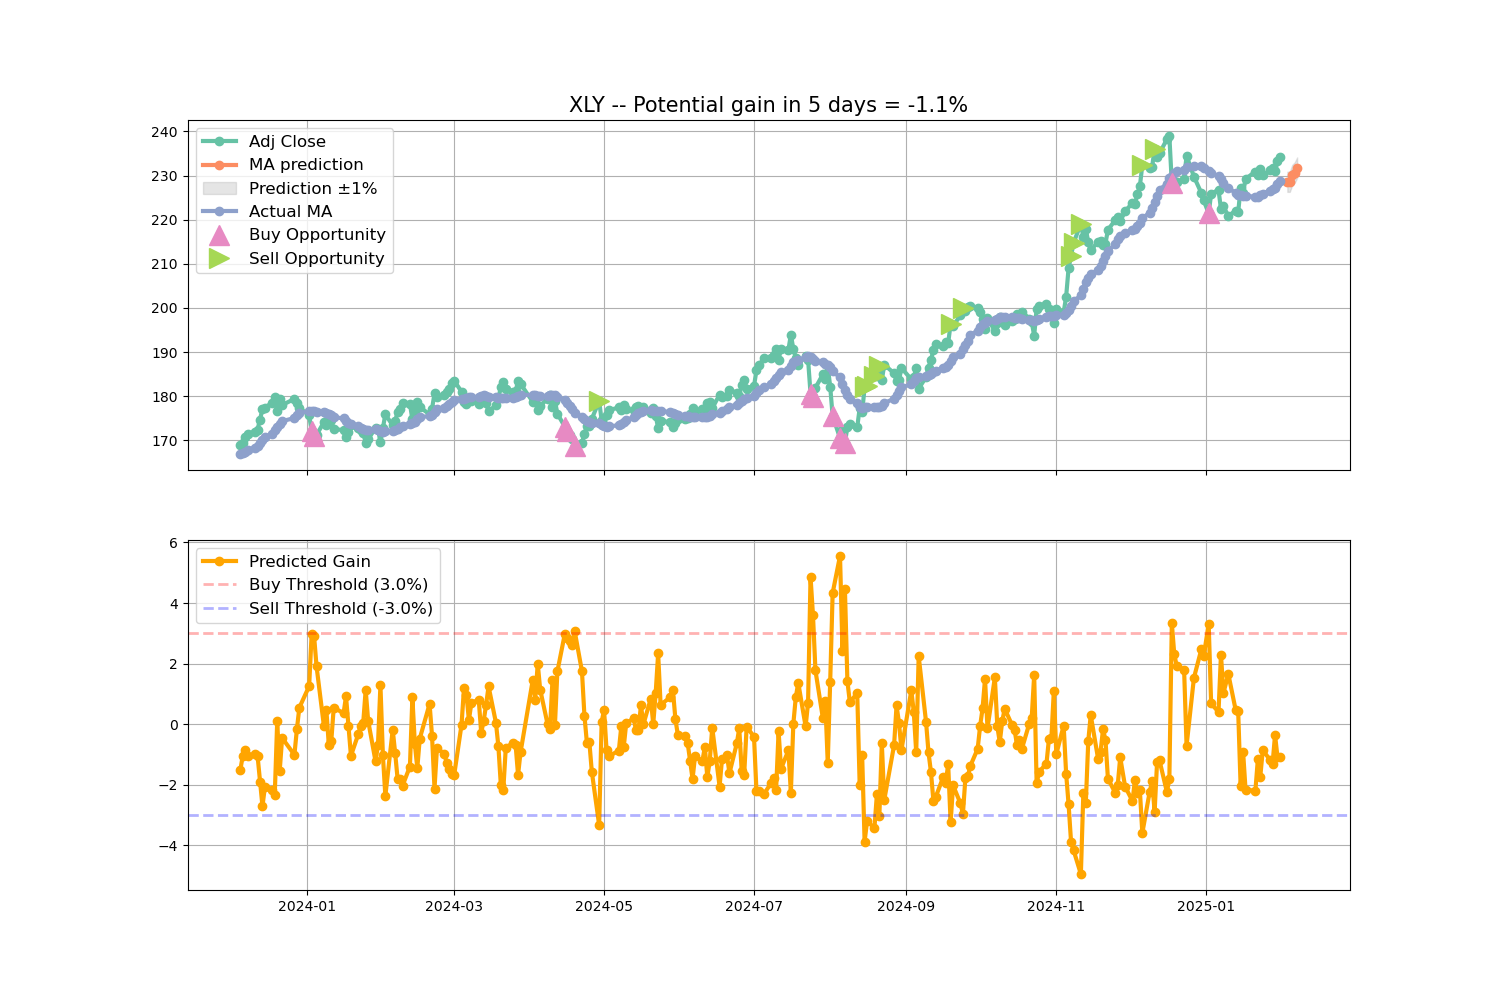 XLY -- Potential gain in 5 days = -1.1%
240
230
220
210
200
190
180
170
Adj Close
MA prediction
Prediction ±1%
Actual MA
Buy Opportunity
Sell Opportunity
6
4
2
0
−2
−4
Predicted Gain
Buy Threshold (3.0%)
Sell Threshold (-3.0%)
2024-01 2024-03 2024-05 2024-07 2024-09 2024-11 2025-01